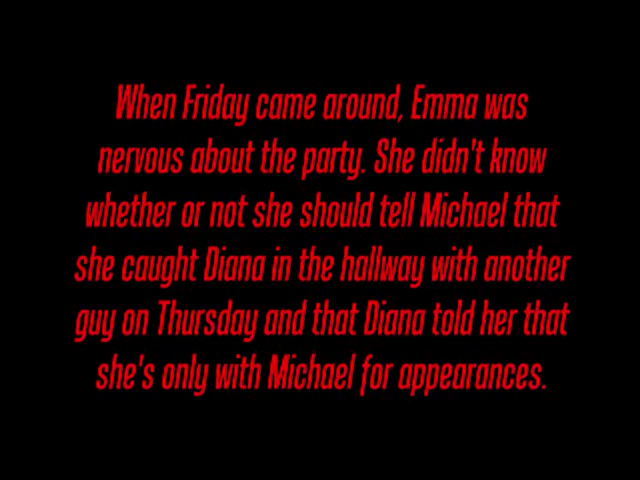 When Friday came around, Emma was
nervous about the party. She didn't know
whether or not she should tell Michael that
she caught Diana in the hallway with another
guy on Thursday and that Diana told her that
she's only with Michael for appearances.